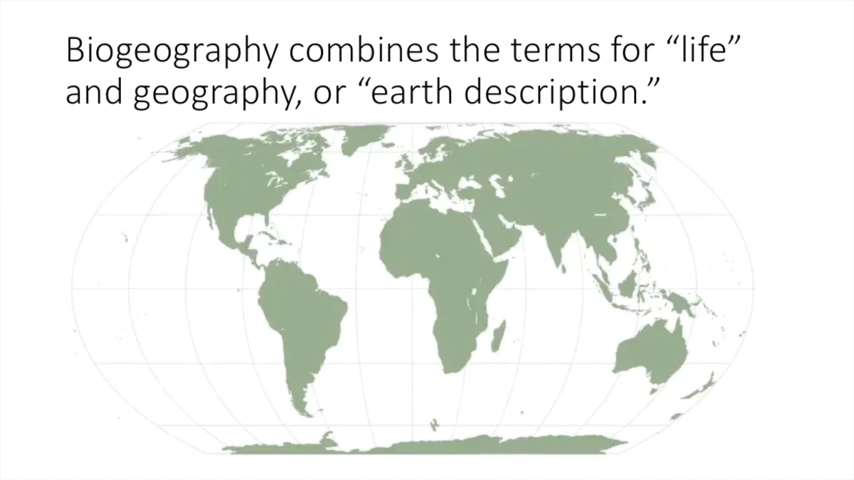 Biogeography combines the terms for “life”
and geography, or “earth description.”